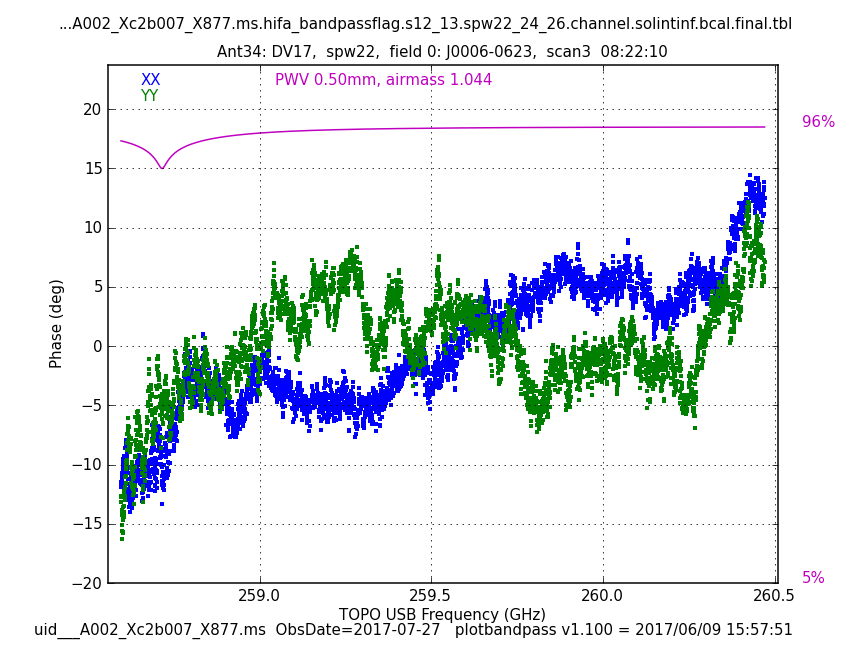 ...A002_Xc2b007_X877.ms.hifa_bandpassflag.s12_13.spw22_24_26.channel.solintinf.bcal.final.tbl
Ant34: DV17, spw22, field 0: J0006-0623, scan3 08:22:10
XX
YY
PWV 0.50mm, airmass 1.044
96%
5%
Phase (deg)
20
15
10
5
0
−5
−10
−15
−20
259.0 259.5 260.0 260.5
TOPO USB Frequency (GHz)
uid___A002_Xc2b007_X877.ms ObsDate=2017-07-27 plotbandpass v1.100 = 2017/06/09 15:57:51